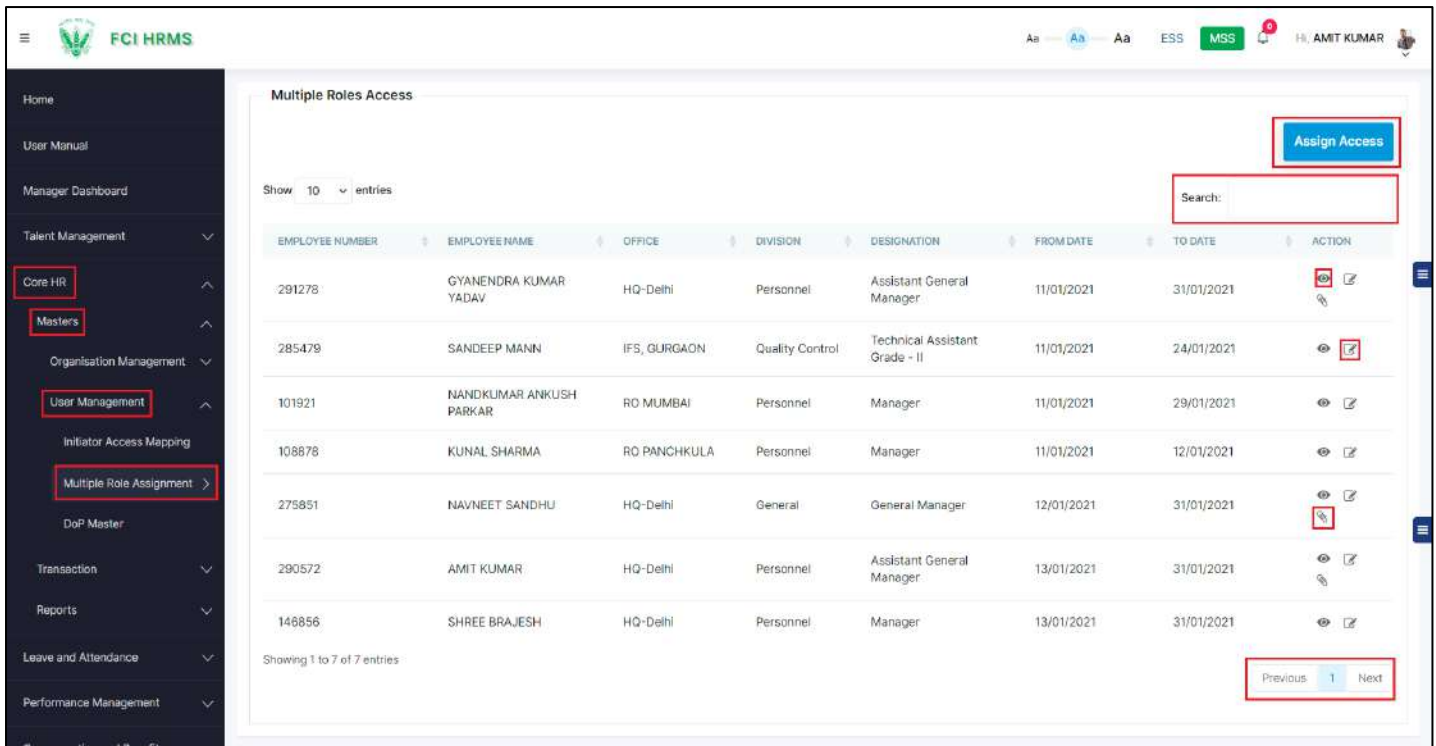 FCI HRMS
Aa Aa Aa ESS MSS 0 Hi, AMIT KUMAR
Home
User Manual
Manager Dashboard
Talent Management
Core HR
Masters
Organisation Management
User Management
Initiator Access Mapping
Multiple Role Assignment
DoP Master
Transaction
Reports
Leave and Attendance
Performance Management
Multiple Roles Access
Assign Access
Show 10 entries
Search:
EMPLOYEE NUMBER EMPLOYEE NAME OFFICE DIVISION DESIGNATION FROM DATE TO DATE ACTION
291278 GYANENDRA KUMAR YADAV HQ-Delhi Personnel Assistant General Manager 11/01/2021 31/01/2021
285479 SANDEEP MANN IFS, GURGAON Quality Control Technical Assistant Grade - II 11/01/2021 24/01/2021
101921 NANDKUMAR ANKUSH PARKAR RO MUMBAI Personnel Manager 11/01/2021 29/01/2021
108878 KUNAL SHARMA RO PANCHKULA Personnel Manager 11/01/2021 12/01/2021
275851 NAVNEET SANDHU HQ-Delhi General General Manager 12/01/2021 31/01/2021
290572 AMIT KUMAR HQ-Delhi Personnel Assistant General Manager 13/01/2021 31/01/2021
146856 SHREE BRAJESH HQ-Delhi Personnel Manager 13/01/2021 31/01/2021
Showing 1 to 7 of 7 entries
Previous 1 Next